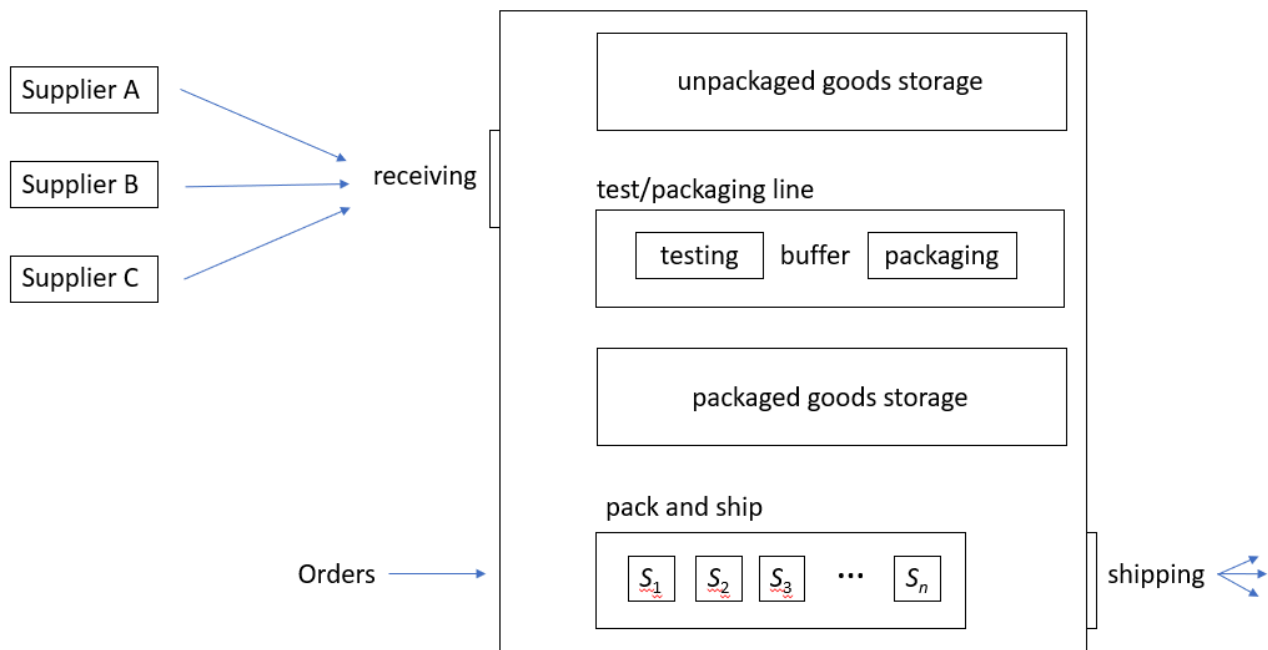 Supplier A
Supplier B
Supplier C
receiving
unpackaged goods storage
test/packaging line
testing buffer packaging
packaged goods storage
pack and ship
Orders
S1 S2 S3 ... Sn
shipping